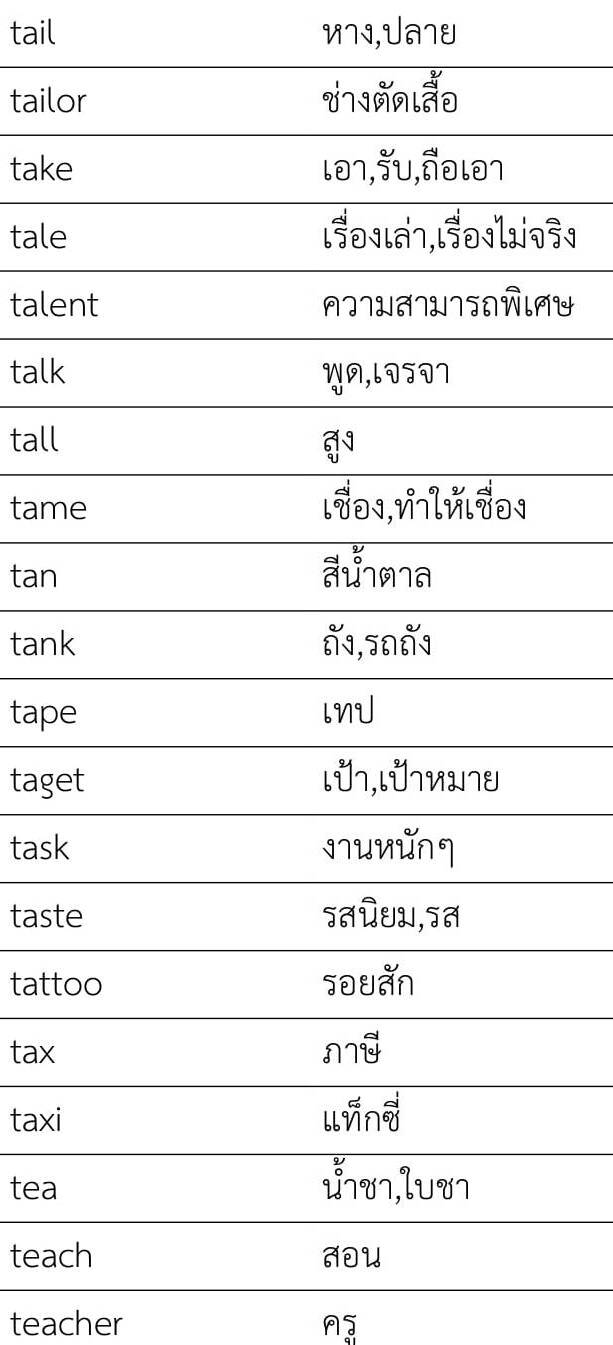 tail หาง,ปลาย
tailor ช่างตัดเสื้อ
take เอา,รับ,ถือเอา
tale เรื่องเล่า,เรื่องไม่จริง
talent ความสามารถพิเศษ
talk พูด,เจรจา
tall สูง
tame เชื่อง,ทำให้เชื่อง
tan สีน้ำตาล
tank ถัง,รถถัง
tape เทป
taget เป้า,เป้าหมาย
task งานหนักๆ
taste รสนิยม,รส
tattoo รอยสัก
tax ภาษี
taxi แท็กซี่
tea น้ำชา,ใบชา
teach สอน
teacher ครู